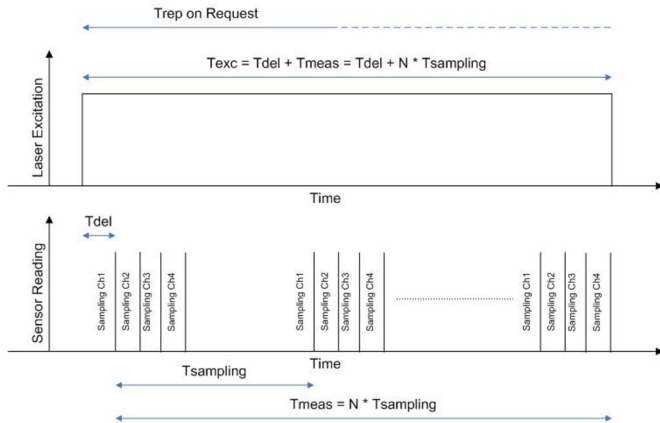 Trep on Request
Texc = Tdel + Tmeas = Tdel + N * Tsampling
Laser Excitation
Time
Tdel
Sensor Reading
Sampling Ch1
Sampling Ch2
Sampling Ch3
Sampling Ch4
Sampling Ch1
Sampling Ch2
Sampling Ch3
Sampling Ch4
Sampling Ch1
Sampling Ch2
Sampling Ch3
Sampling Ch4
Time
Tsampling
Tmeas = N * Tsampling